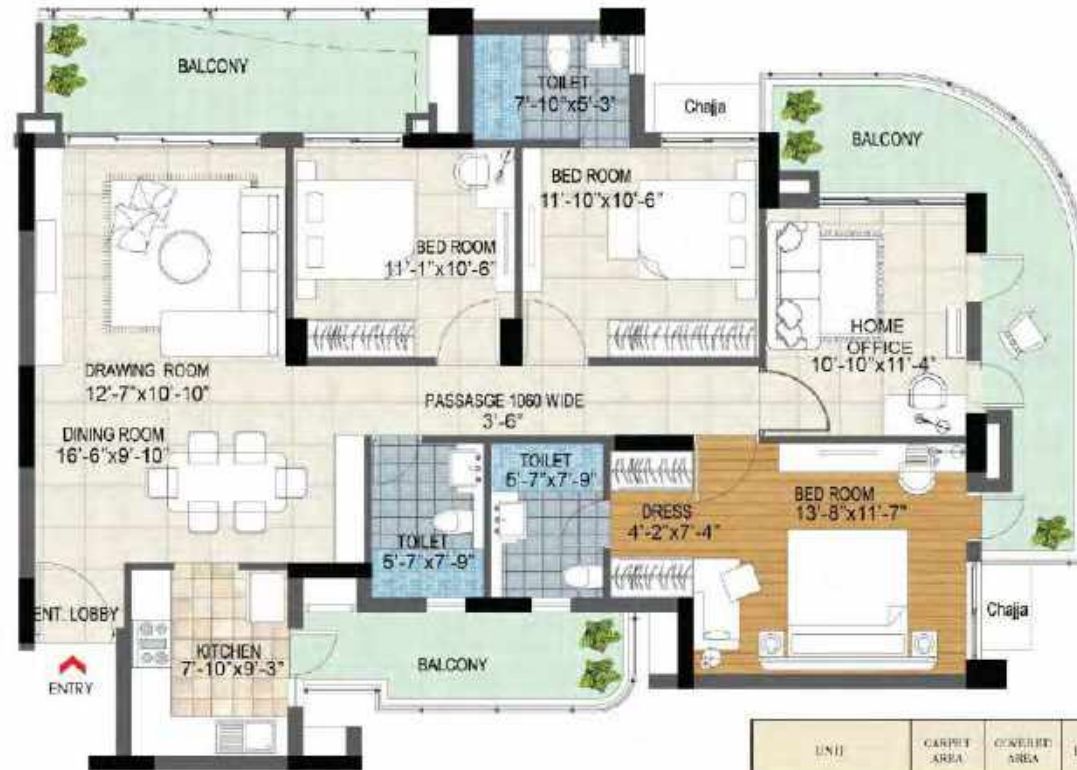 BALCONY
TOILET
7'-10"x5'-3"
Chajja
BALCONY
BED ROOM
11'-10"x10'-6"
BED ROOM
11'-1"x10'-6"
HOME
OFFICE
10'-10"x11'-4"
DRAWING ROOM
12'-7"x10'-10"
PASSASGE 1060 WIDE
3'-6"
DINING ROOM
16'-6"x9'-10"
TOILET
5'-7"x7'-9"
BED ROOM
13'-8"x11'-7"
DRESS
4'-2"x7'-4"
TOILET
5'-7"x7'-9"
ENT. LOBBY
Chajja
KITCHEN
7'-10"x9'-3"
BALCONY
ENTRY
UNIT
CARPET
AREA
COVERED
AREA